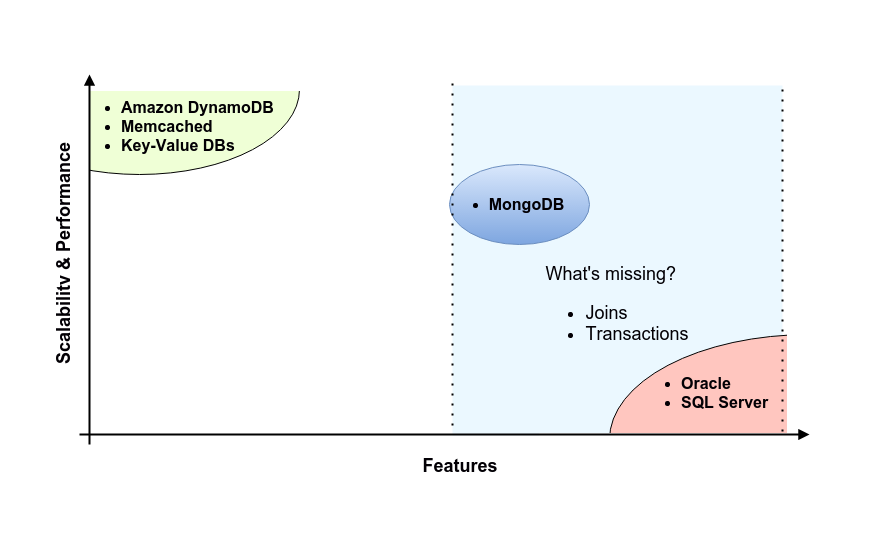 Scalability & Performance
• Amazon DynamoDB
• Memcached
• Key-Value DBs
• MongoDB
What's missing?
• Joins
• Transactions
• Oracle
• SQL Server
Features